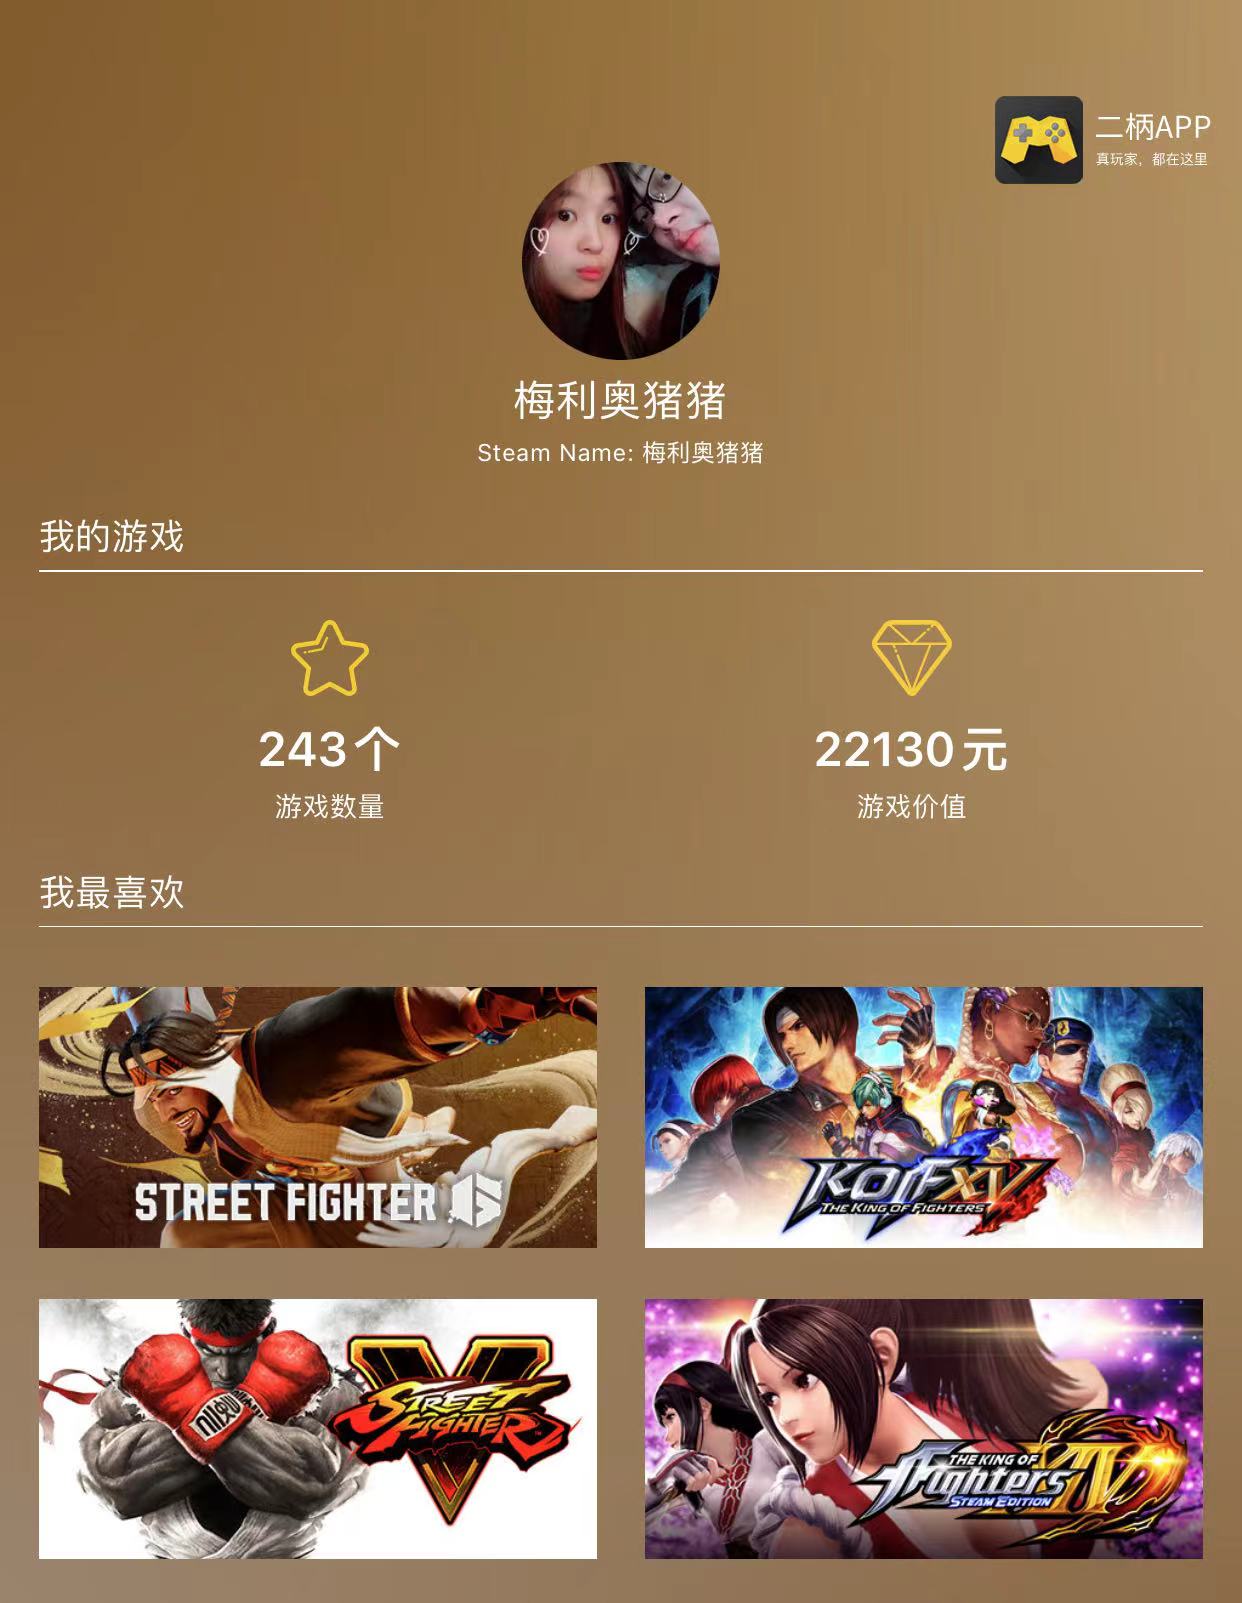 二柄APP
真玩家，都在这里
梅利奥猪猪
Steam Name: 梅利奥猪猪
我的游戏
243个
22130元
游戏数量
游戏价值
我最喜欢
STREET FIGHTER 6
KOF XV
THE KING OF FIGHTERS
V
STREET
FIGHTER
THE KING OF
Fighters XIV
STEAM EDITION